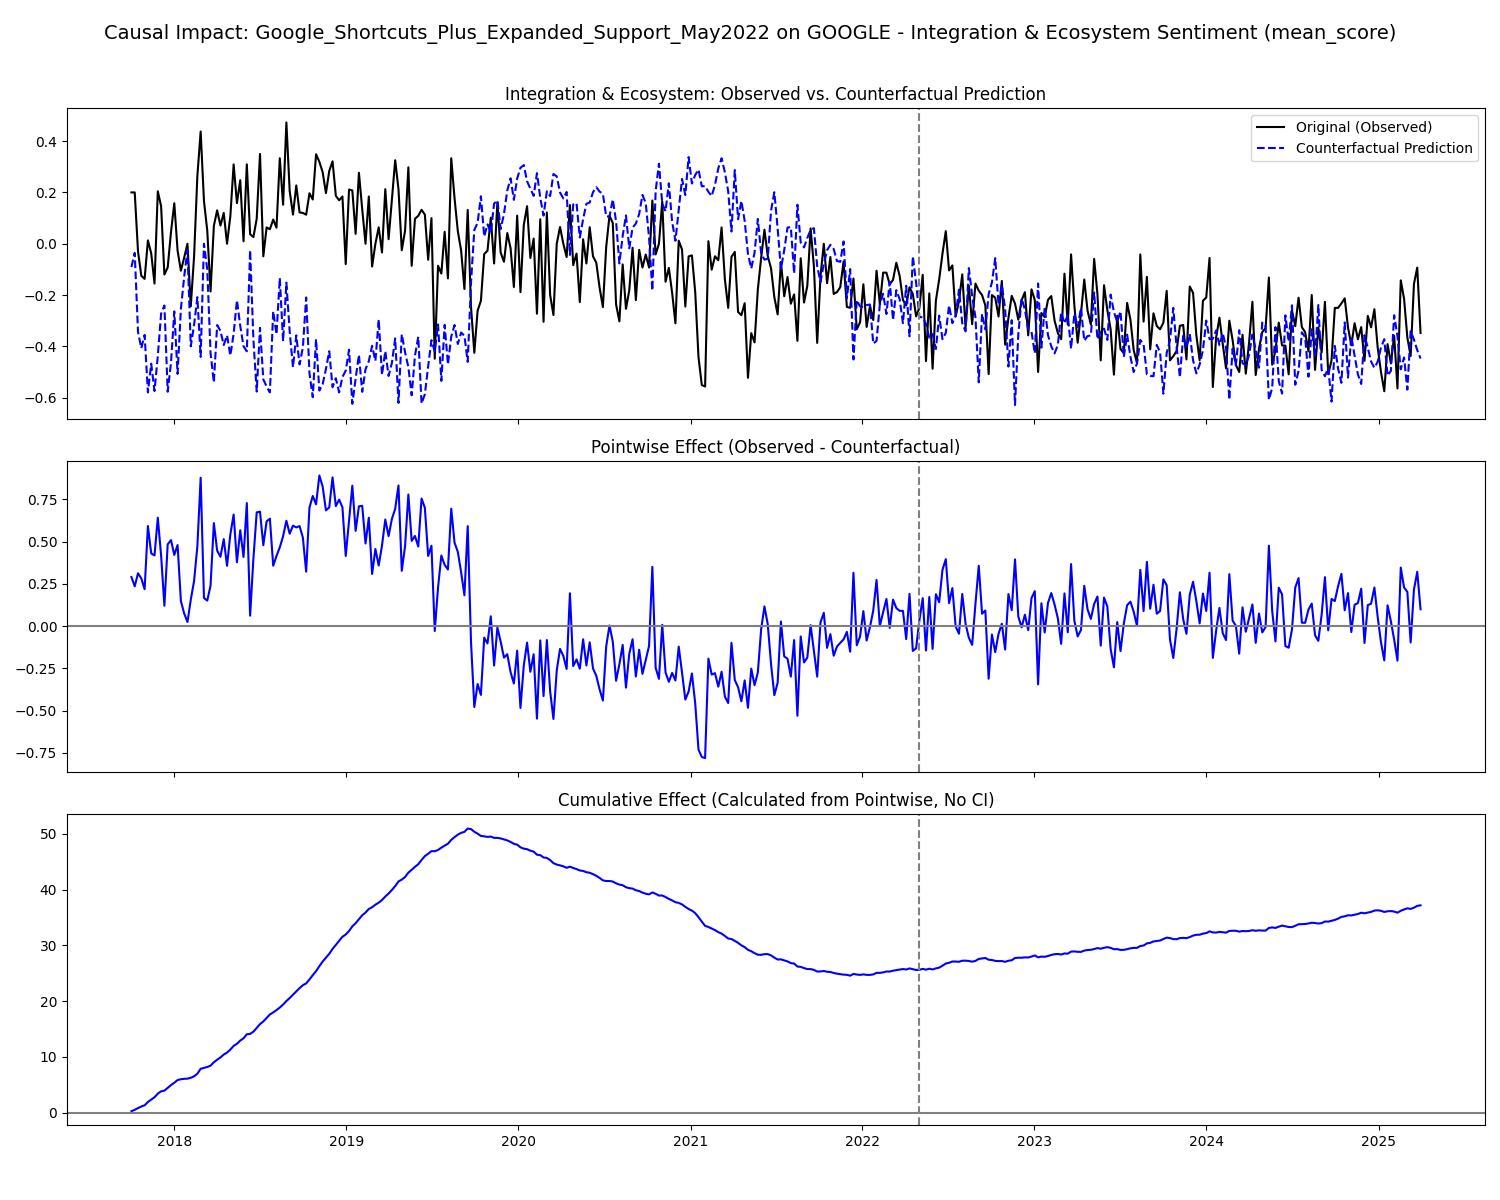 Causal Impact: Google_Shortcuts_Plus_Expanded_Support_May2022 on GOOGLE - Integration & Ecosystem Sentiment (mean_score)
Integration & Ecosystem: Observed vs. Counterfactual Prediction
Original (Observed)
Counterfactual Prediction
0.4
0.2
0.0
−0.2
−0.4
−0.6
Pointwise Effect (Observed - Counterfactual)
0.75
0.50
0.25
0.00
−0.25
−0.50
−0.75
Cumulative Effect (Calculated from Pointwise, No CI)
50
40
30
20
10
0
2018 2019 2020 2021 2022 2023 2024 2025